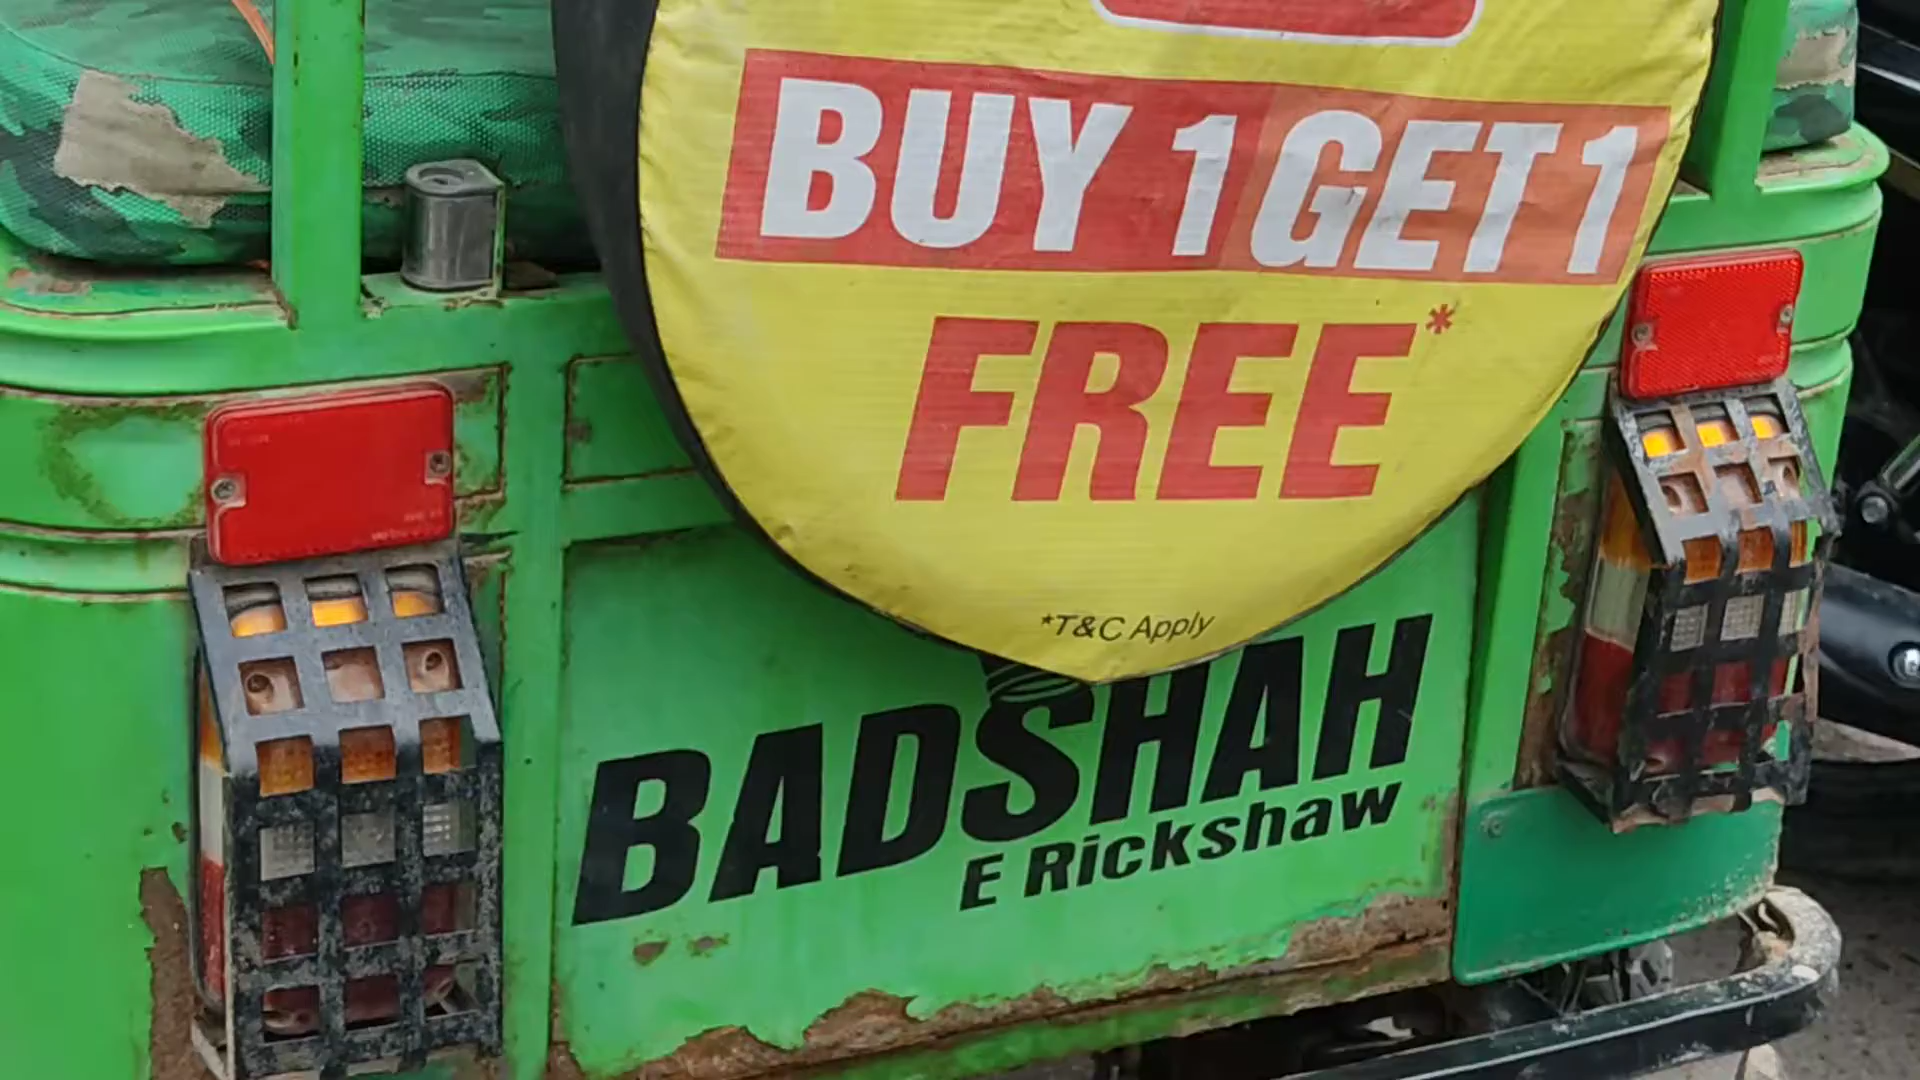 BUY 1 GET 1
FREE*
*T&C Apply
BADSHAH
E Rickshaw